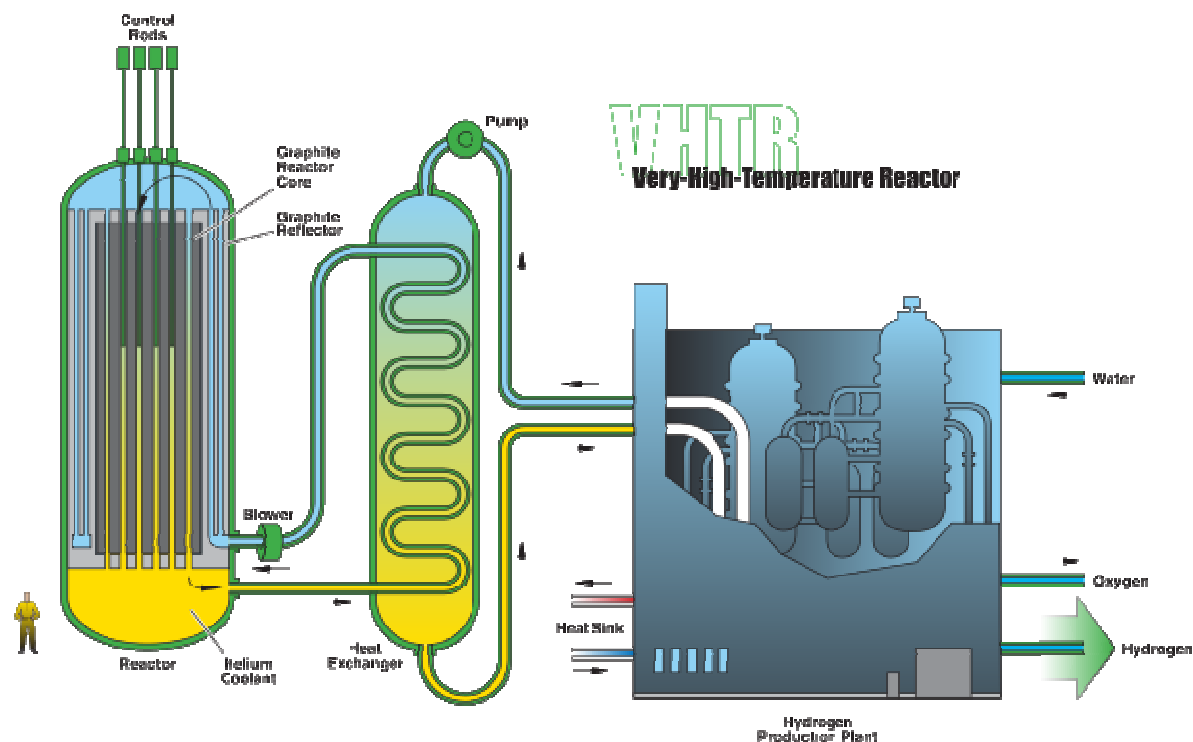 Control
Rods
Graphite
Reactor
Core
Graphite
Reflector
Pump
VHTR
Very-High-Temperature Reactor
Blower
Water
Oxygen
Heat Sink
Hydrogen
Reactor
Helium
Coolant
Heat
Exchanger
Hydrogen
Production Plant